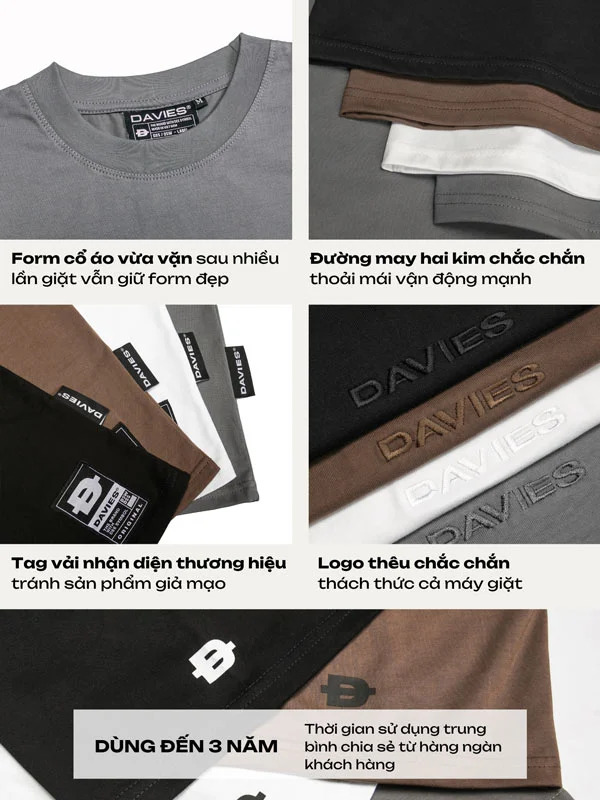 DAVIES®
M
Form cổ áo vừa vặn sau nhiều
lần giặt vẫn giữ form đẹp
Đường may hai kim chắc chắn
thoải mái vận động mạnh
DAVIES®
DAVIES®
DAVIES®
DAVIES®
DAVIES®
ORIGINAL
DAVIES
DAVIES
DAVIES
DAVIES
Tag vải nhận diện thương hiệu
tránh sản phẩm giả mạo
Logo thêu chắc chắn
thách thức cả máy giặt
DÙNG ĐẾN 3 NĂM
Thời gian sử dụng trung
bình chia sẻ từ hàng ngàn
khách hàng